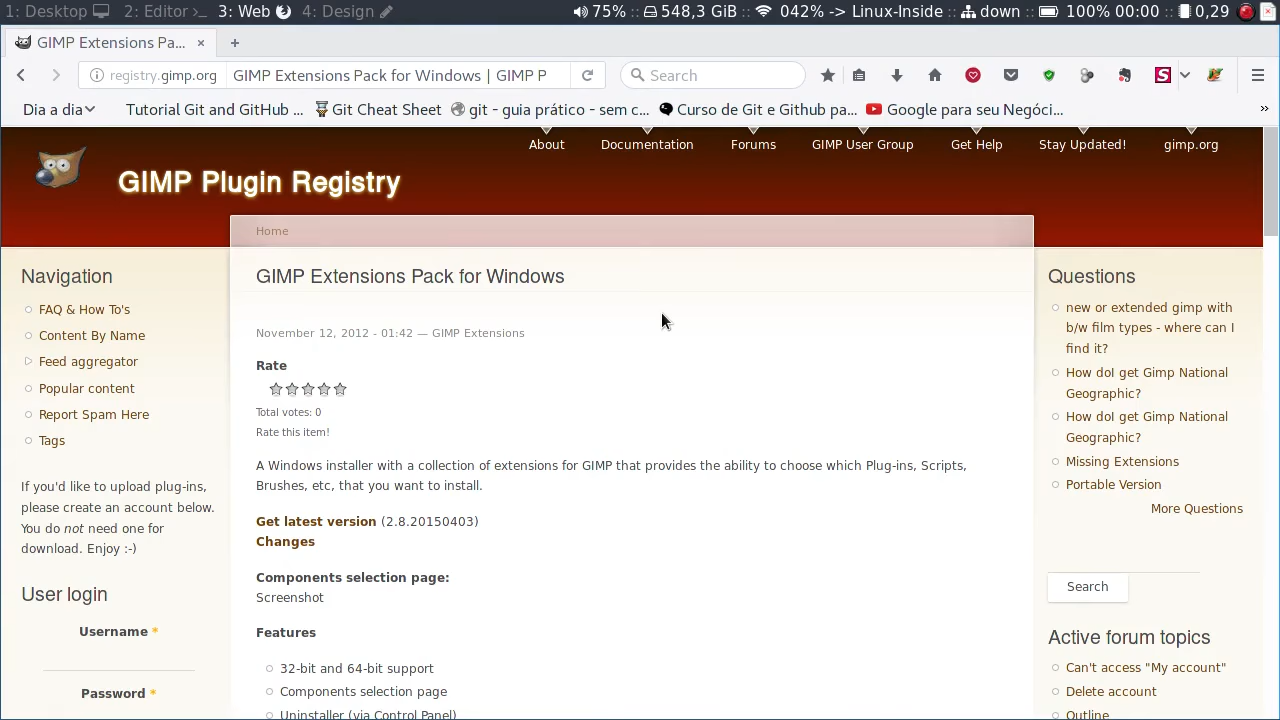 1: Desktop 2: Editor 3: Web 4: Design 75% :: 548,3 GiB :: 042% -> Linux-Inside :: down :: 100% 00:00 :: 0,29
GIMP Extensions Pa... × +
registry.gimp.org GIMP Extensions Pack for Windows | GIMP P Search
Dia a dia Tutorial Git and GitHub ... Git Cheat Sheet git - guia prático - sem c... Curso de Git e Github pa... Google para seu Negóci... »
About Documentation Forums GIMP User Group Get Help Stay Updated! gimp.org
GIMP Plugin Registry
Home
Navigation
FAQ & How To's
Content By Name
Feed aggregator
Popular content
Report Spam Here
Tags
If you'd like to upload plug-ins,
please create an account below.
You do not need one for
download. Enjoy :-)
User login
Username *
Password *
GIMP Extensions Pack for Windows
November 12, 2012 - 01:42 — GIMP Extensions
Rate
Total votes: 0
Rate this item!
A Windows installer with a collection of extensions for GIMP that provides the ability to choose which Plug-ins, Scripts,
Brushes, etc, that you want to install.
Get latest version (2.8.20150403)
Changes
Components selection page:
Screenshot
Features
32-bit and 64-bit support
Components selection page
Uninstaller (via Control Panel)
Questions
new or extended gimp with
b/w film types - where can I
find it?
How doI get Gimp National
Geographic?
How doI get Gimp National
Geographic?
Missing Extensions
Portable Version
More Questions
Search
Active forum topics
Can't access "My account"
Delete account
Outline